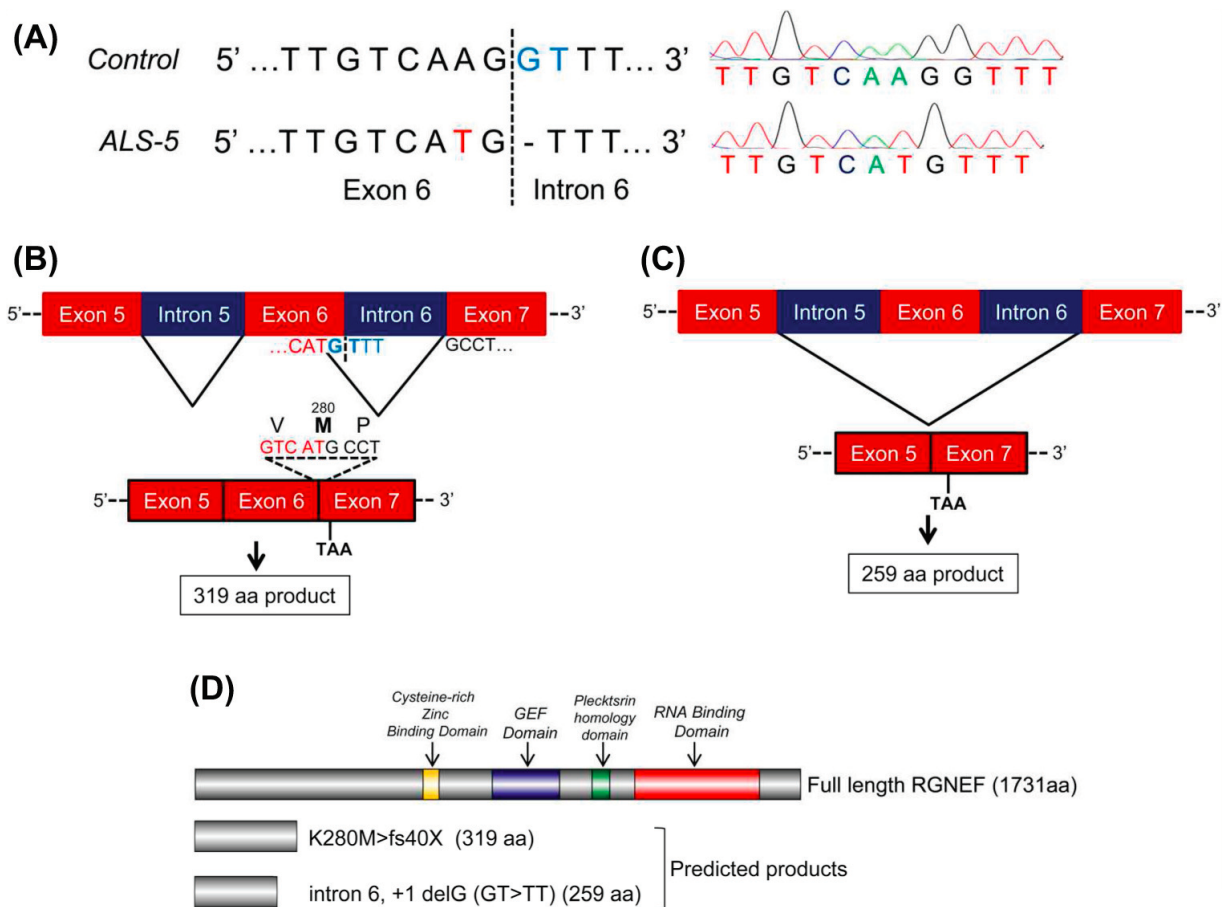 (A)
Control 5’ ...TTGTCAAGGTTT... 3’
TTGTCAAGGTTT
ALS-5 5’ ...TTGTCATG-TTT... 3’
TTGTCATGTTT
Exon 6 Intron 6
(B)
5’ Exon 5 Intron 5 Exon 6 Intron 6 Exon 7 3’
...CATGTTT GCCT...
280
V M P
GTCATGCCT
5’ Exon 5 Exon 6 Exon 7 3’
TAA
319 aa product
(C)
5’ Exon 5 Intron 5 Exon 6 Intron 6 Exon 7 3’
5’ Exon 5 Exon 7 3’
TAA
259 aa product
(D)
Cysteine-rich
Zinc
Binding Domain
GEF
Domain
Plecktsrin
homology
domain
RNA Binding
Domain
Full length RGNEF (1731aa)
K280M>fs40X (319 aa)
intron 6, +1 delG (GT>TT) (259 aa)
Predicted products